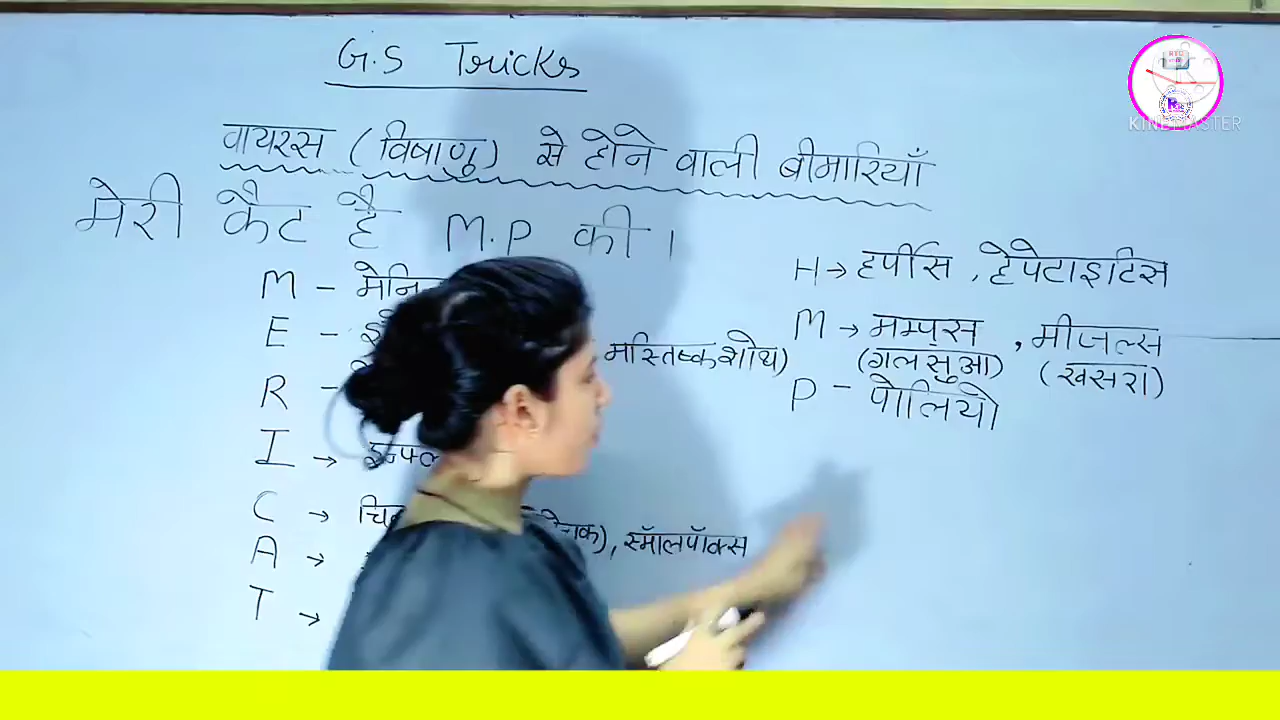 G.S Tricks
वायरस (विषाणु) से होने वाली बीमारियाँ
मेरी कैट है M.P की।
M -
E -
मस्तिष्कशोथ)
R -
I →
C →
स्मॉलपॉक्स
A →
T →
H → हर्पीस , हेपेटाइटिस
M → मम्प्स , मीजल्स
(गलसुआ) (खसरा)
P - पोलियो
KINEMASTER